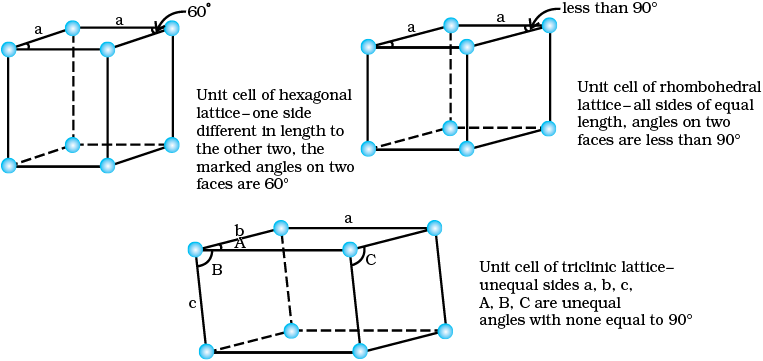 60°
a
a
Unit cell of hexagonal
lattice–one side
different in length to
the other two, the
marked angles on two
faces are 60°
less than 90°
a
a
Unit cell of rhombohedral
lattice–all sides of equal
length, angles on two
faces are less than 90°
a
b
A
B
C
c
Unit cell of triclinic lattice–
unequal sides a, b, c,
A, B, C are unequal
angles with none equal to 90°